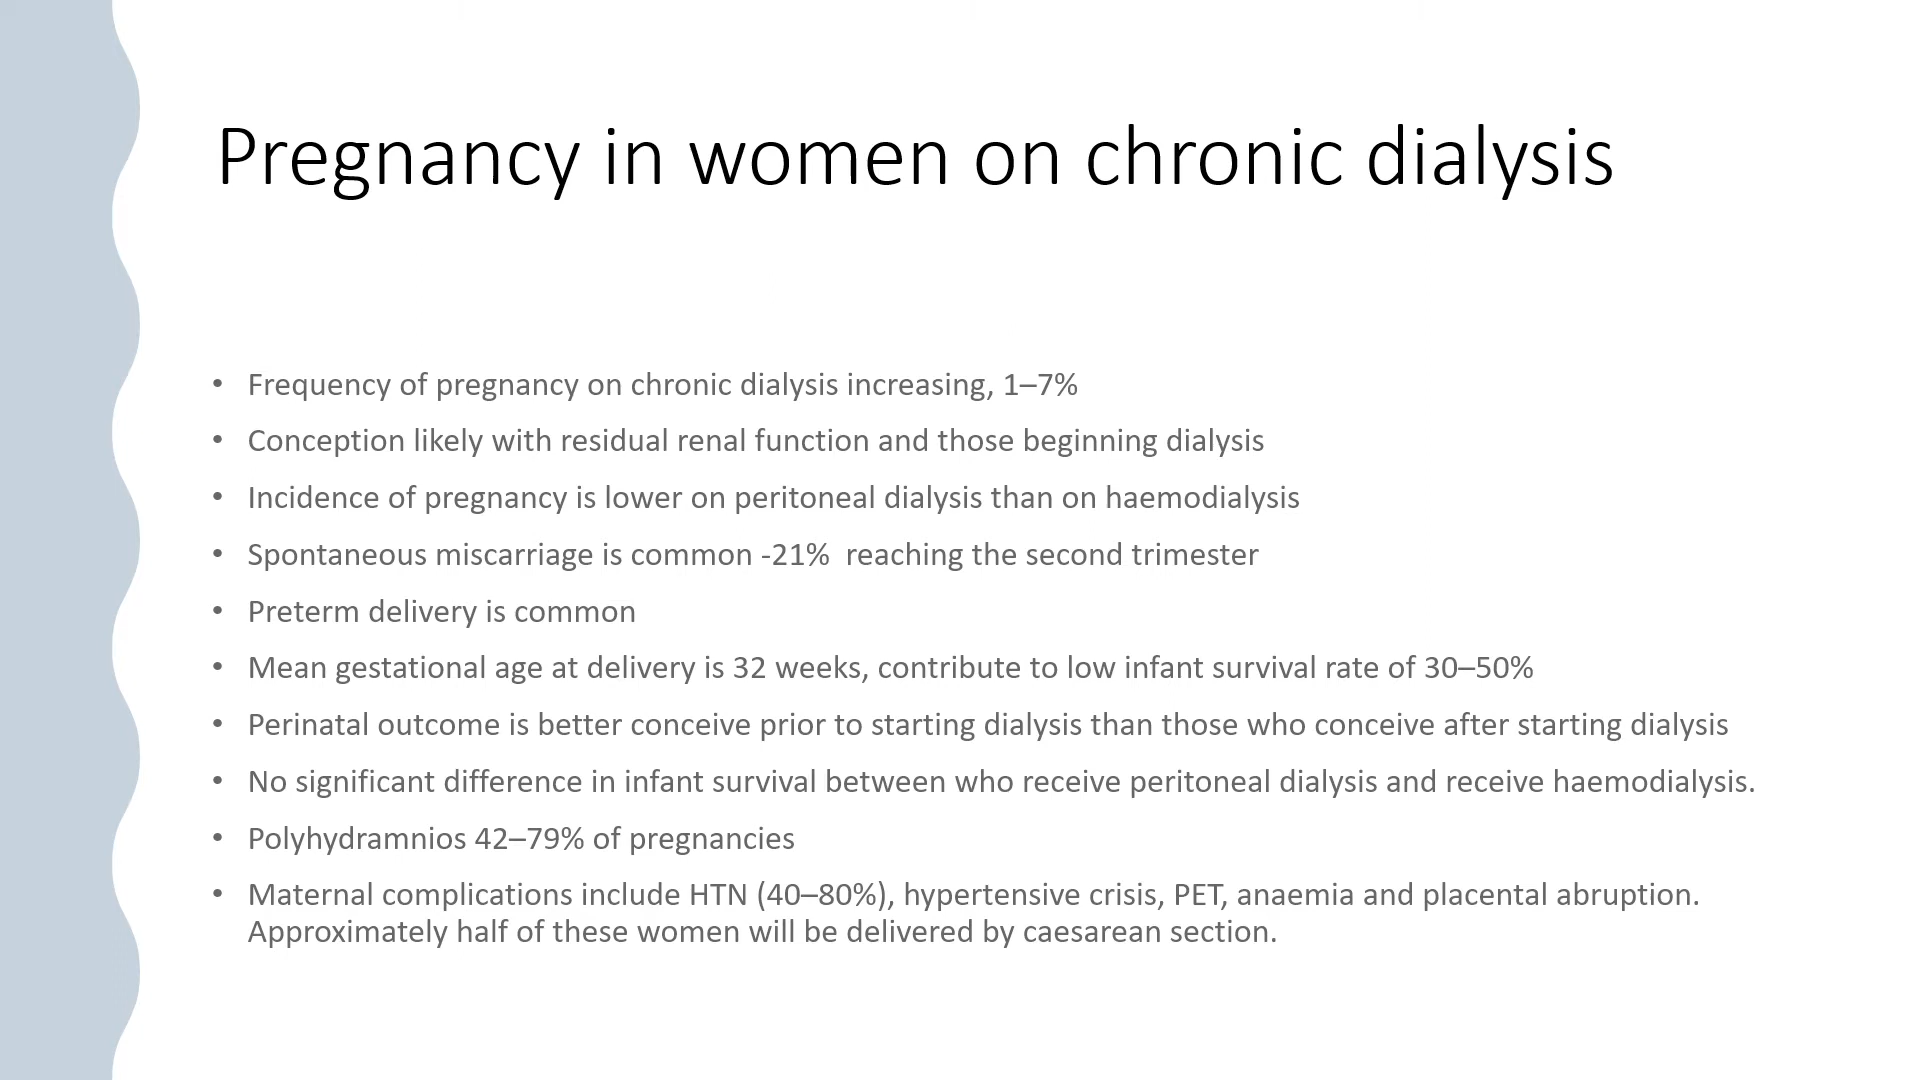 Pregnancy in women on chronic dialysis
• Frequency of pregnancy on chronic dialysis increasing, 1–7%
• Conception likely with residual renal function and those beginning dialysis
• Incidence of pregnancy is lower on peritoneal dialysis than on haemodialysis
• Spontaneous miscarriage is common -21%  reaching the second trimester
• Preterm delivery is common
• Mean gestational age at delivery is 32 weeks, contribute to low infant survival rate of 30–50%
• Perinatal outcome is better conceive prior to starting dialysis than those who conceive after starting dialysis
• No significant difference in infant survival between who receive peritoneal dialysis and receive haemodialysis.
• Polyhydramnios 42–79% of pregnancies
• Maternal complications include HTN (40–80%), hypertensive crisis, PET, anaemia and placental abruption.
Approximately half of these women will be delivered by caesarean section.